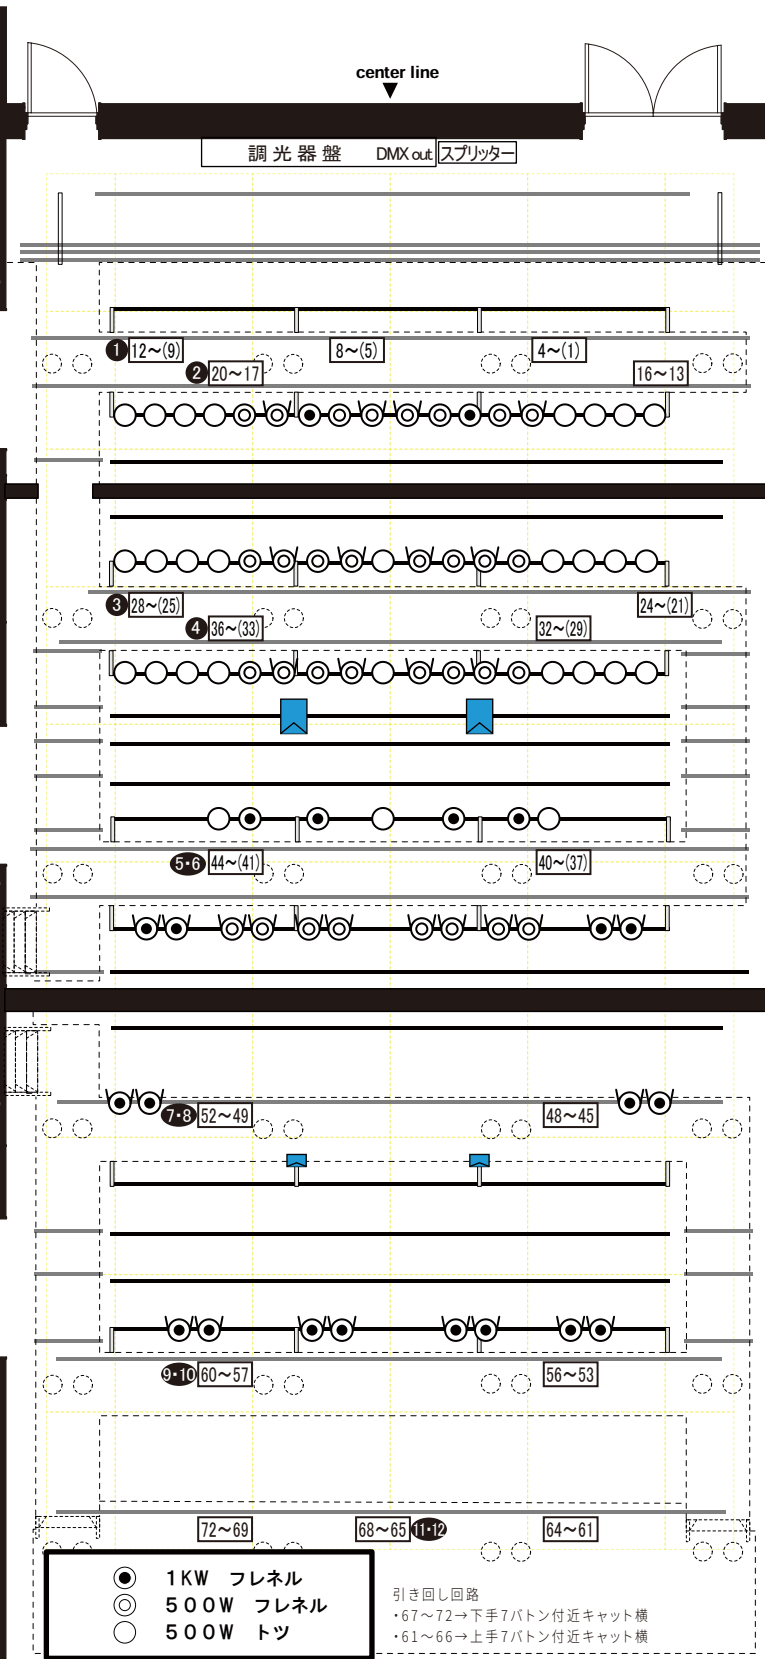 center line
調光器盤 DMX out スプリッター
1 12～(9) 8～(5) 4～(1)
2 20～17 16～13
3 28～(25) 24～(21)
4 36～(33) 32～(29)
5・6 44～(41) 40～(37)
7・8 52～49 48～45
9・10 60～57 56～53
72～69 68～65 11・12 64～61
1KW フレネル
500W フレネル
500W トツ
引き回し回路
・67～72→下手7バトン付近キャット横
・61～66→上手7バトン付近キャット横